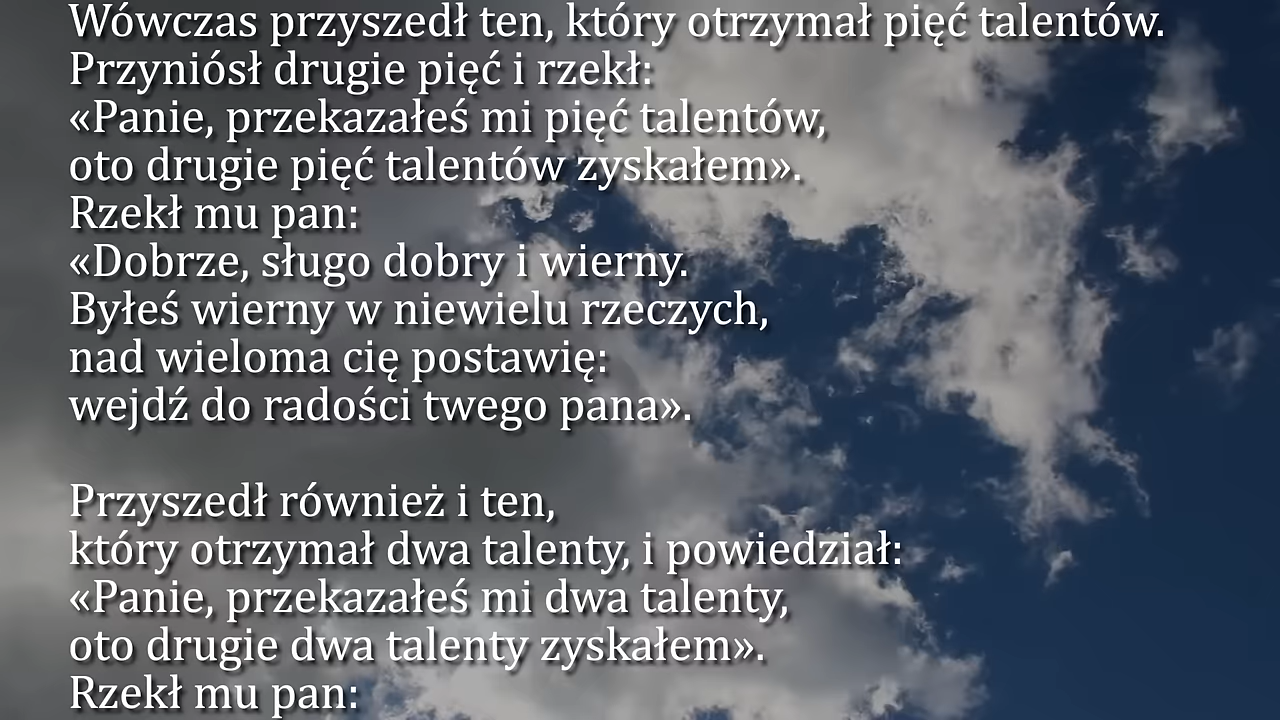 Wówczas przyszedł ten, który otrzymał pięć talentów.
Przyniósł drugie pięć i rzekł:
«Panie, przekazałeś mi pięć talentów,
oto drugie pięć talentów zyskałem».
Rzekł mu pan:
«Dobrze, sługo dobry i wierny.
Byłeś wierny w niewielu rzeczych,
nad wieloma cię postawię:
wejdź do radości twego pana».
Przyszedł również i ten,
który otrzymał dwa talenty, i powiedział:
«Panie, przekazałeś mi dwa talenty,
oto drugie dwa talenty zyskałem».
Rzekł mu pan: